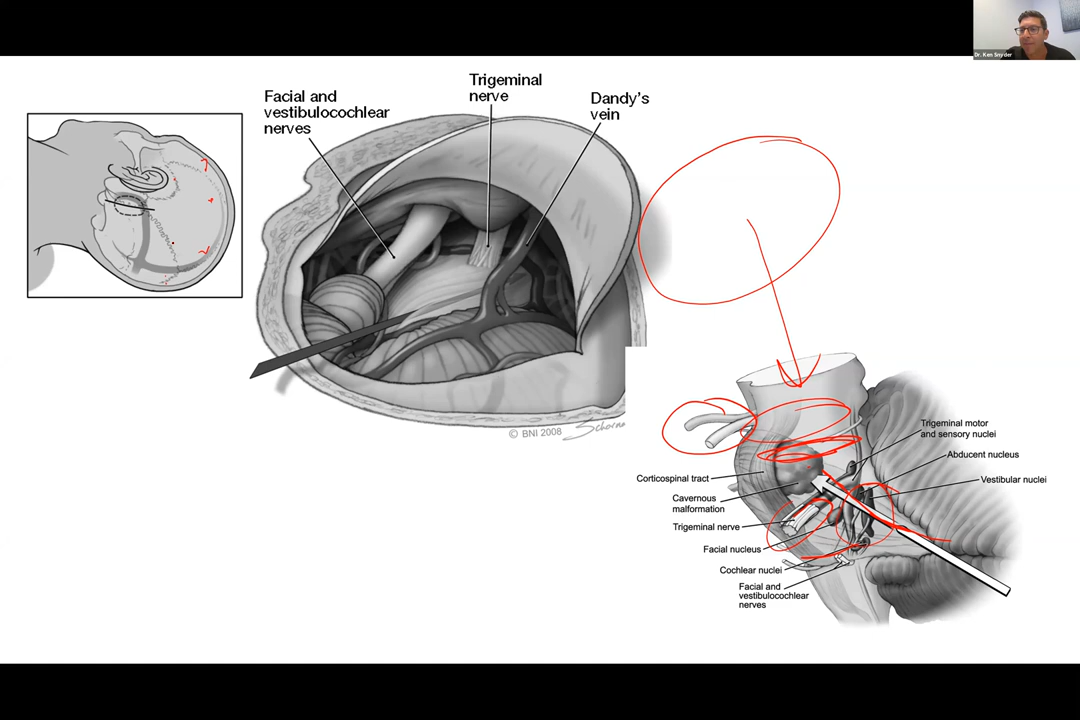 Dr. Ken Snyder
Facial and
vestibulocochlear
nerves
Trigeminal
nerve
Dandy's
vein
© BNI 2008
Trigeminal motor
and sensory nuclei
Abducent nucleus
Vestibular nuclei
Corticospinal tract
Cavernous
malformation
Trigeminal nerve
Facial nucleus
Cochlear nuclei
Facial and
vestibulocochlear
nerves